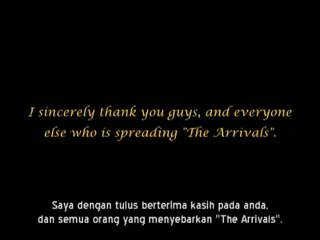 I sincerely thank you guys, and everyone
else who is spreading "The Arrivals".
Saya dengan tulus berterima kasih pada anda,
dan semua orang yang menyebarkan "The Arrivals".